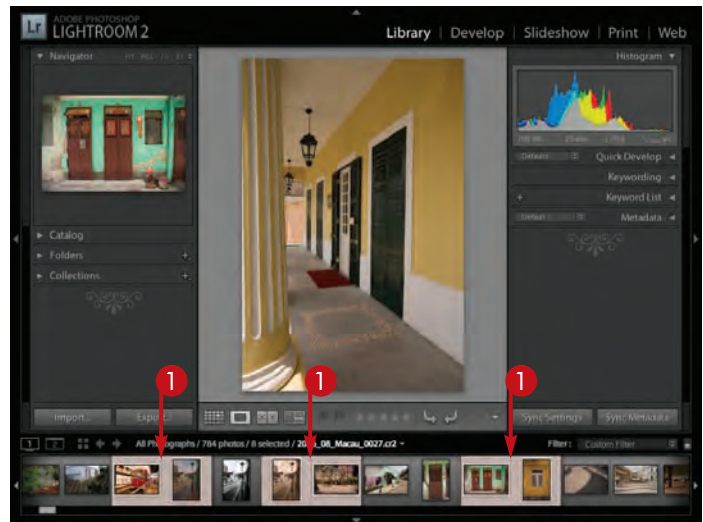 Lr ADOBE PHOTOSHOP
LIGHTROOM 2
Library | Develop | Slideshow | Print | Web
Navigator
Histogram
Default
Quick Develop
Keywording
+ Keyword List
Default
Metadata
Catalog
Folders +
Collections +
1 1 1
Import... Export...
Sync Settings Sync Metadata
1 2 All Photographs / 784 photos / 8 selected / _08_Macau_0027.cr2
Filter : Custom Filter